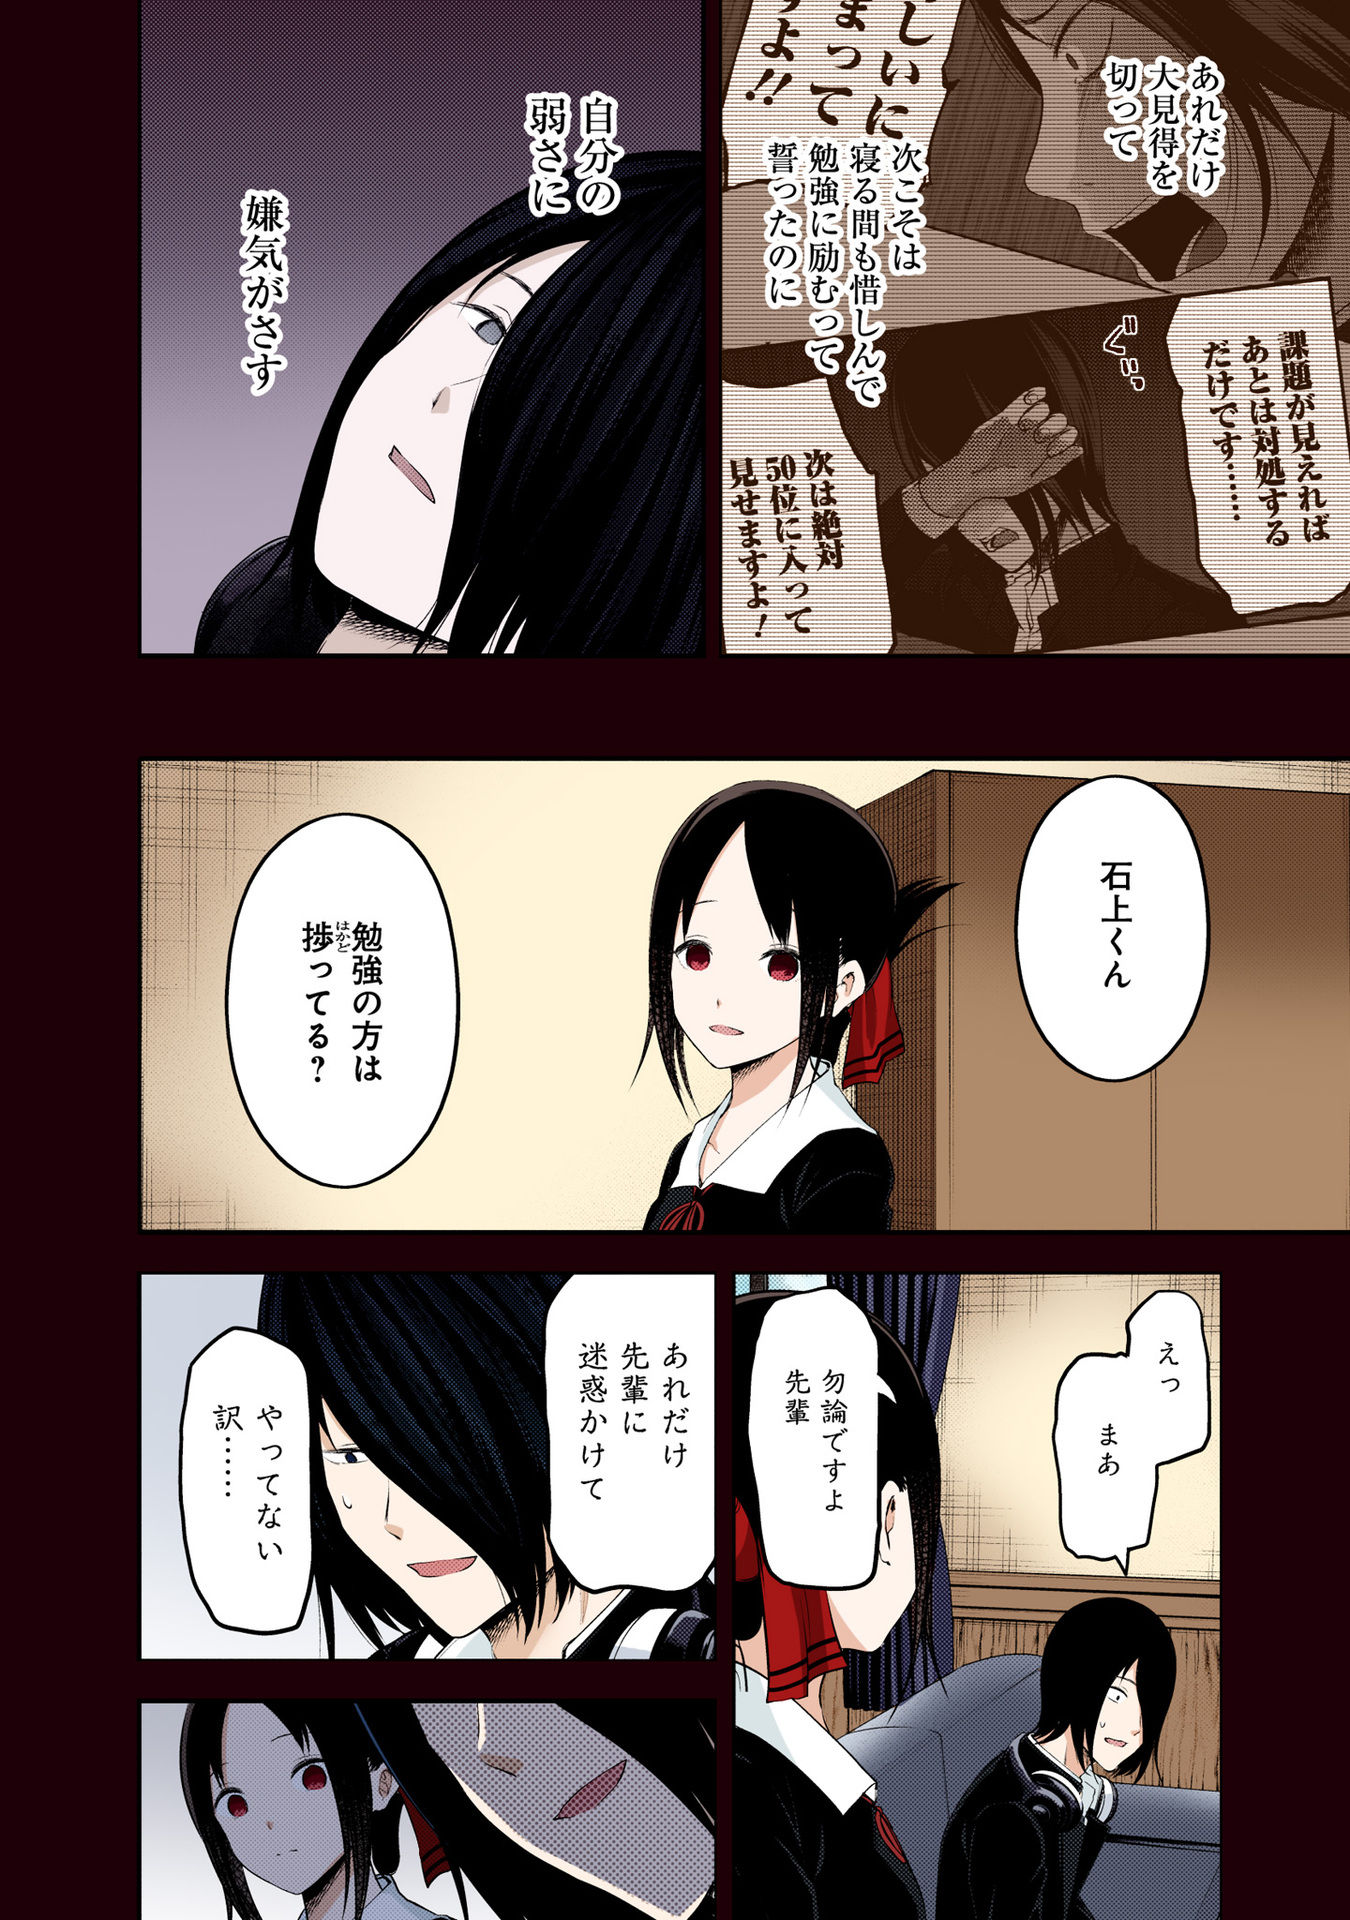 あれだけ
大見得を
切って
しいに
まって
すよ!!
次こそは
寝る間も惜しんで
勉強に励むって
誓ったのに
課題が見えれば
あとは対処する
だけです……
ぐぐっ
次は絶対
50位に入って
見せますよ!
自分の
弱さに
嫌気がさす
石上くん
勉強の方は
捗ってる?
はかど
えっ
まあ
勿論ですよ
先輩
あれだけ
先輩に
迷惑かけて
やってない
訳……